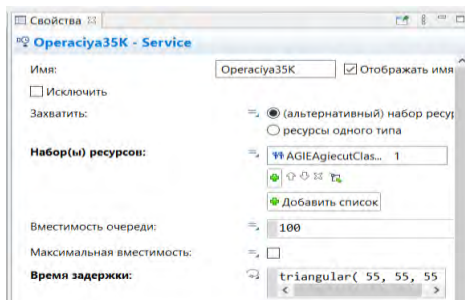 Свойства
Operaciya35K - Service
Имя: Operaciya35K Отображать имя
Исключить
Захватить: (альтернативный) набор ресур
ресурсы одного типа
Набор(ы) ресурсов: AGIEAgiecutClas... 1
Добавить список
Вместимость очереди: 100
Максимальная вместимость:
Время задержки: triangular( 55, 55, 55